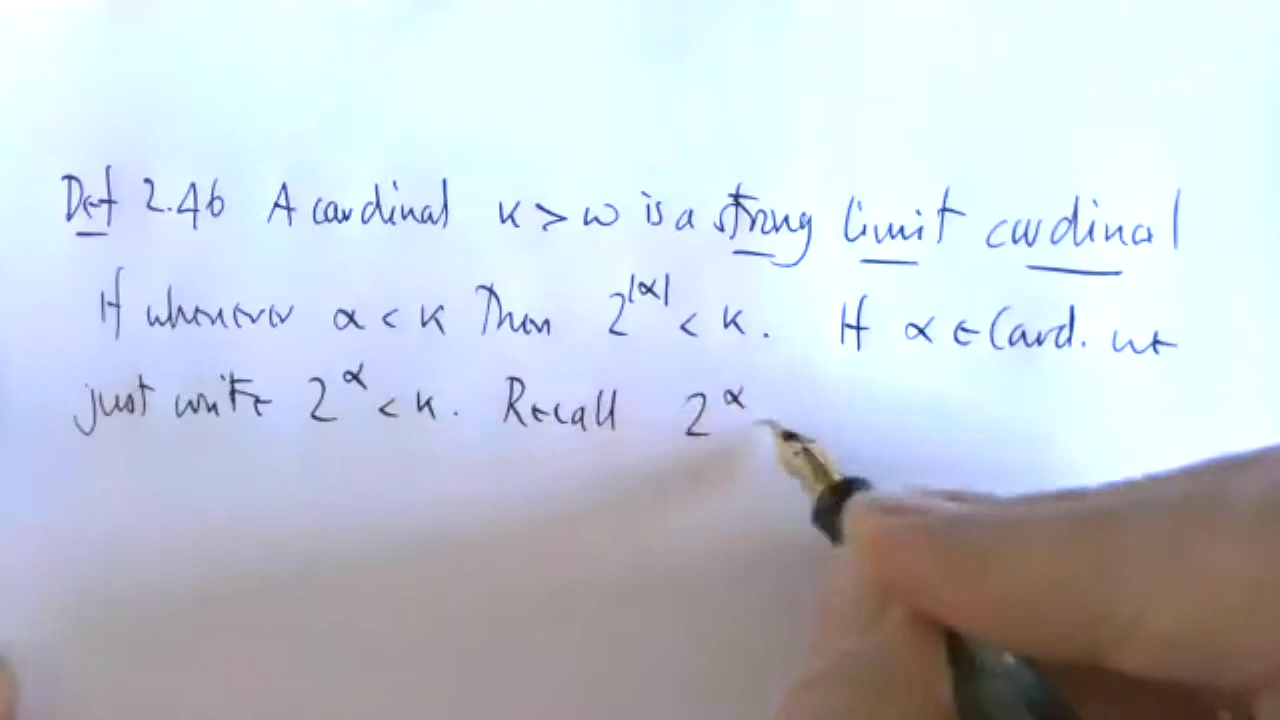 Def 2.46 A cardinal κ > ω is a strong limit cardinal
If whenever α < κ Then 2^|α| < κ. If α ∈ Card. we
just write 2^α < κ. Recall 2^α